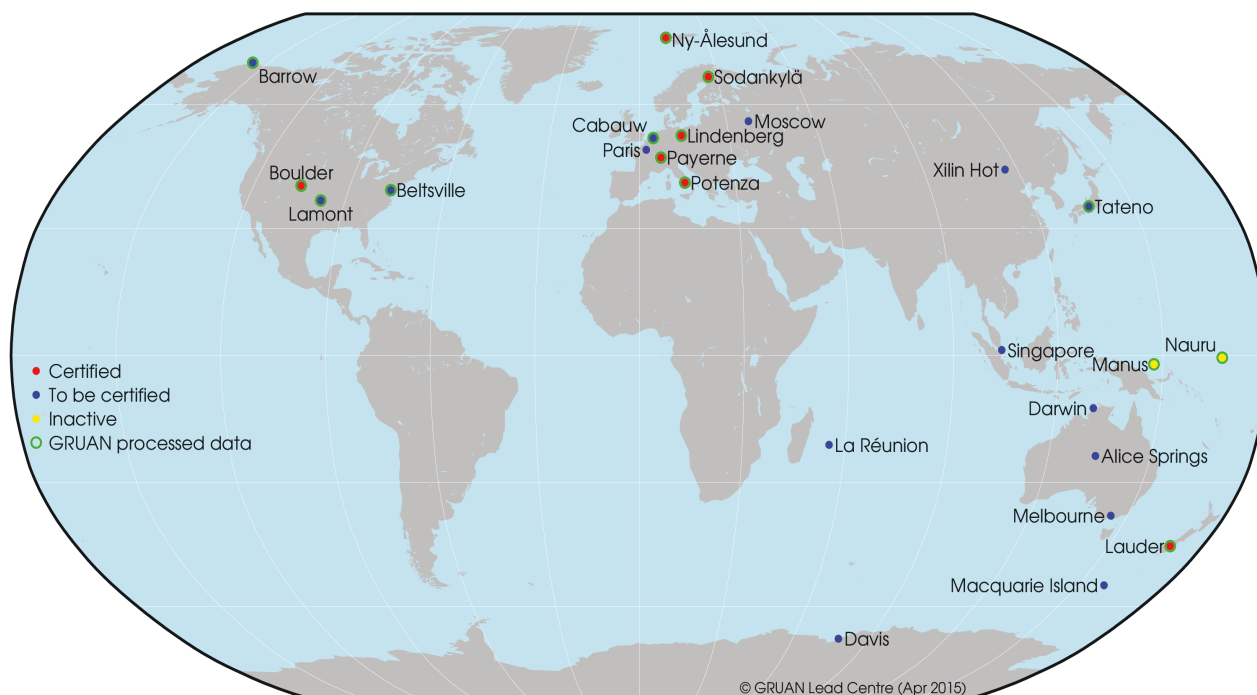 Ny-Ålesund
Barrow
Sodankylä
Cabauw
Moscow
Lindenberg
Paris
Payerne
Boulder
Xilin Hot
Potenza
Beltsville
Lamont
Tateno
Nauru
Singapore
Manus
Certified
To be certified
Inactive
GRUAN processed data
Darwin
La Réunion
Alice Springs
Melbourne
Lauder
Macquarie Island
Davis
© GRUAN Lead Centre (Apr 2015)